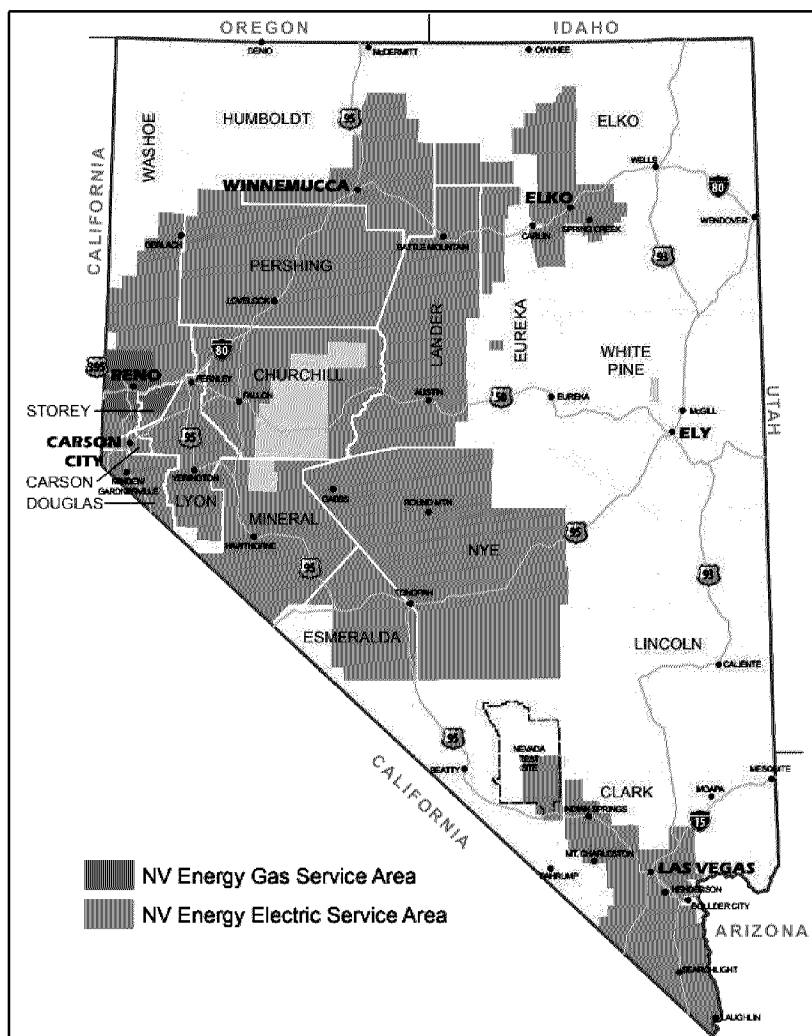 OREGON
IDAHO
DENIO
McDERMITT
OWYHEE
HUMBOLDT
95
ELKO
WASHOE
CALIFORNIA
WELLS
WINNEMUCCA
ELKO
80
CARLIN
SPRING CREEK
WENDOVER
GERLACH
BATTLE MOUNTAIN
93
PERSHING
LOVELOCK
LANDER
EUREKA
WHITE
PINE
80
RENO
FERNLEY
CHURCHILL
FALLON
AUSTIN
50
EUREKA
UTAH
STOREY
McGILL
95
ELY
CARSON
CITY
CARSON
DOUGLAS
MINDEN
GARDNERVILLE
YERINGTON
LYON
GABBS
ROUND MTN
MINERAL
HAWTHORNE
95
NYE
95
93
TONOPAH
ESMERALDA
LINCOLN
CALIENTE
95
NEVADA
TEST
SITE
BEATTY
CALIFORNIA
MESQUITE
MOAPA
CLARK
INDIAN SPRINGS
15
MT. CHARLESTON
PAHRUMP
LAS VEGAS
HENDERSON
BOULDER CITY
NV Energy Gas Service Area
NV Energy Electric Service Area
ARIZONA
SEARCHLIGHT
LAUGHLIN